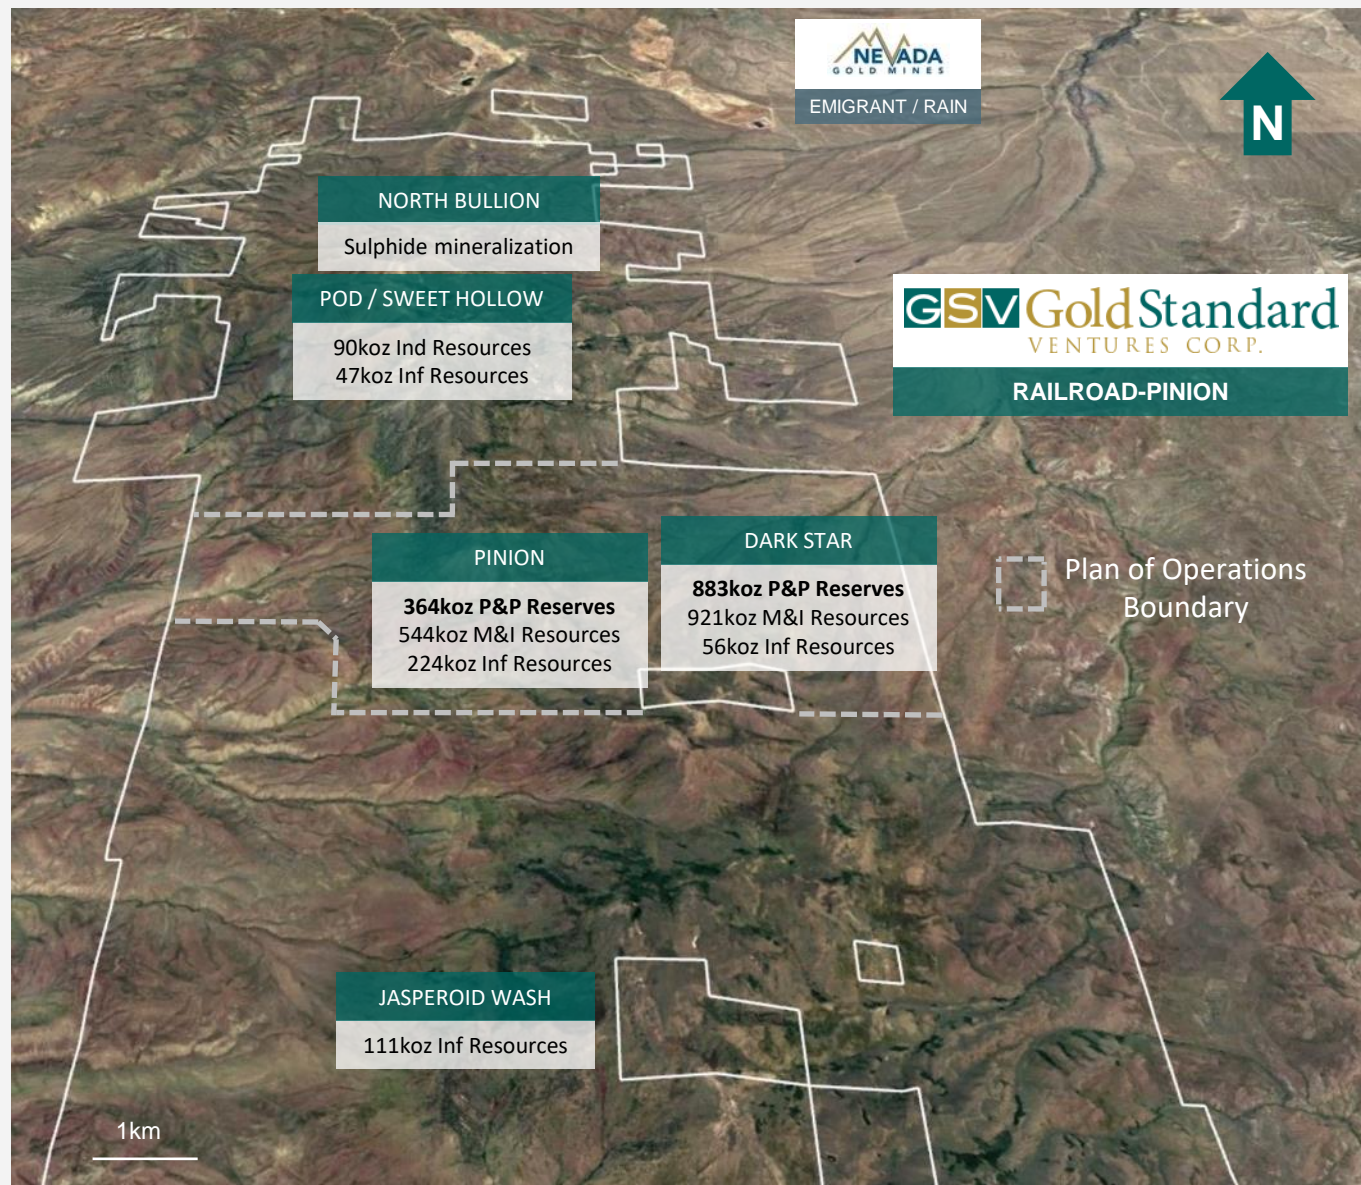 NEVADA
GOLD MINES
EMIGRANT / RAIN
N
NORTH BULLION
Sulphide mineralization
POD / SWEET HOLLOW
90koz Ind Resources
47koz Inf Resources
GSV Gold Standard
VENTURES CORP.
RAILROAD-PINION
PINION
364koz P&P Reserves
544koz M&I Resources
224koz Inf Resources
DARK STAR
883koz P&P Reserves
921koz M&I Resources
56koz Inf Resources
Plan of Operations
Boundary
JASPEROID WASH
111koz Inf Resources
1km